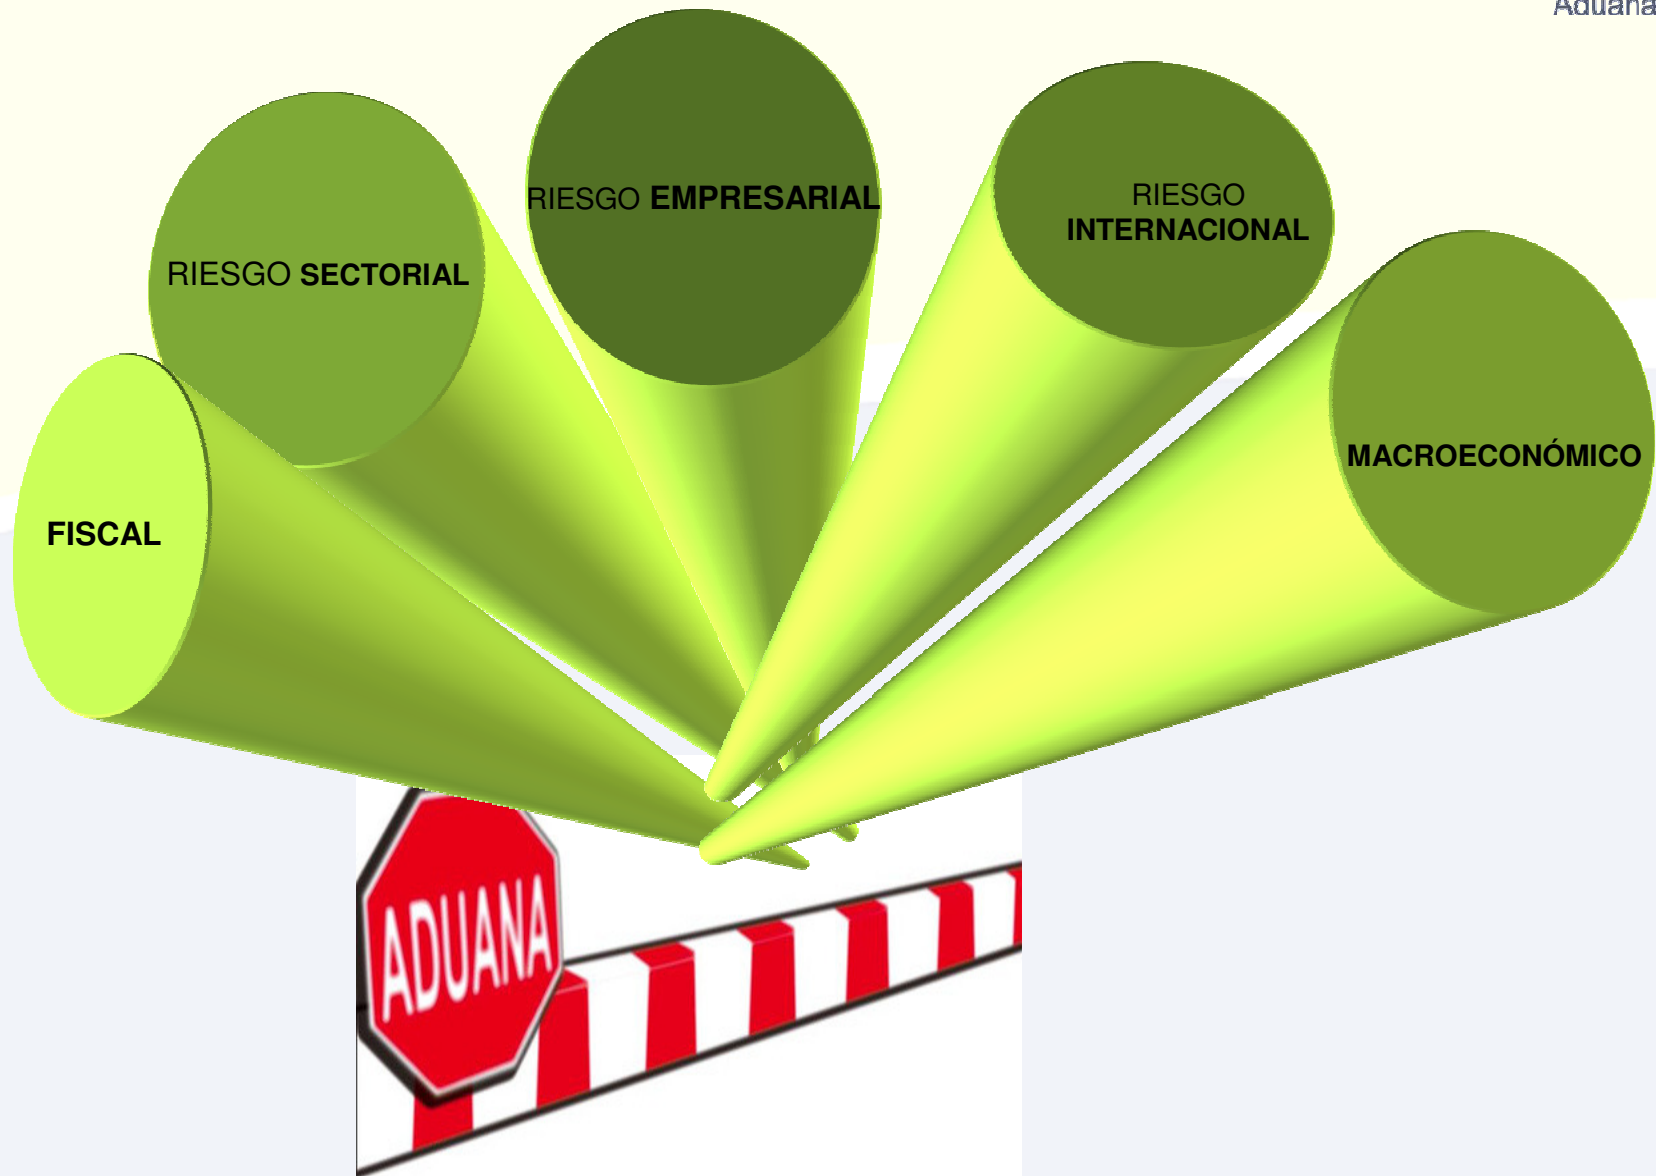 Aduana
RIESGO EMPRESARIAL
RIESGO
INTERNACIONAL
RIESGO SECTORIAL
MACROECONÓMICO
FISCAL
ADUANA